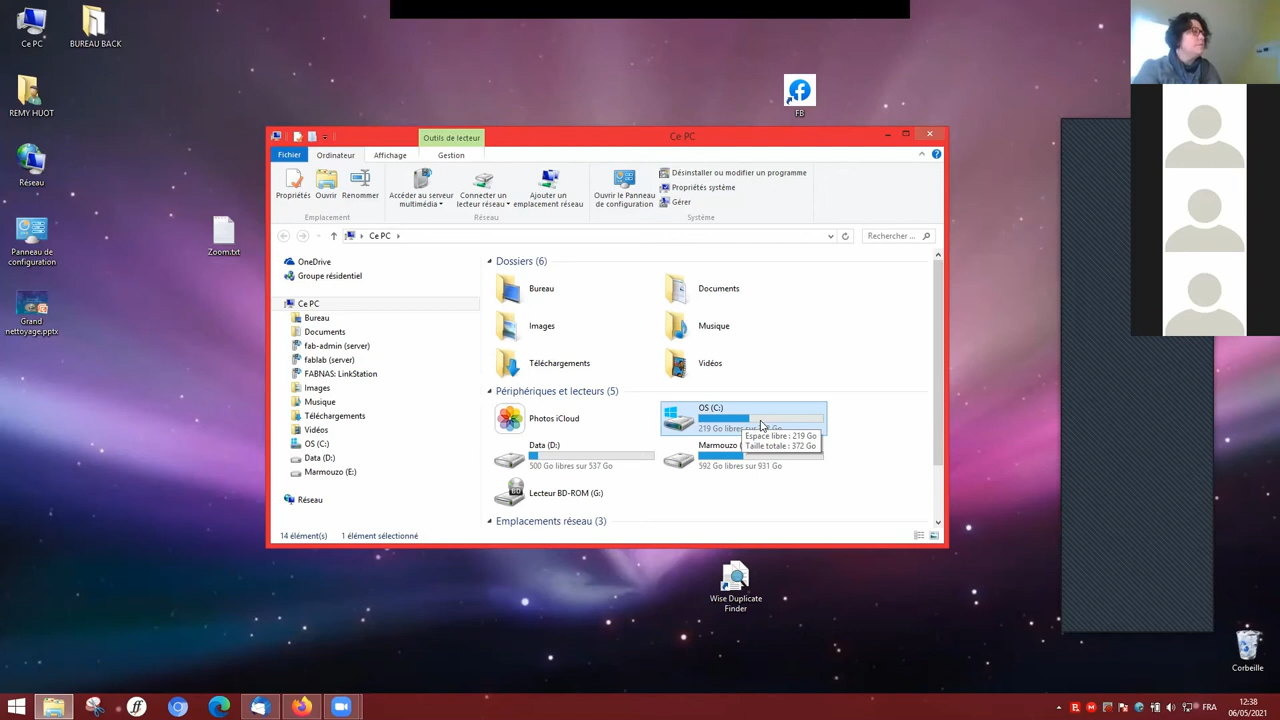 Ce PC
BUREAU BACK
REMY HUOT
Réseau
Panneau de
configuration
Grand
nettoyage.pptx
Zoom.txt
FB
Outils de lecteur
Ce PC
Fichier
Ordinateur
Affichage
Gestion
Propriétés
Ouvrir
Renommer
Accéder au serveur
multimédia
Connecter un
lecteur réseau
Ajouter un
emplacement réseau
Ouvrir le Panneau
de configuration
Désinstaller ou modifier un programme
Propriétés système
Gérer
Emplacement
Réseau
Système
Ce PC
Rechercher ...
OneDrive
Groupe résidentiel
Ce PC
Bureau
Documents
fab-admin (server)
fablab (server)
FABNAS: LinkStation
Images
Musique
Téléchargements
Vidéos
OS (C:)
Data (D:)
Marmouzo (E:)
Réseau
Dossiers (6)
Bureau
Documents
Images
Musique
Téléchargements
Vidéos
Périphériques et lecteurs (5)
Photos iCloud
OS (C:)
219 Go libres
Espace libre : 219 Go
Taille totale : 372 Go
Data (D:)
500 Go libres sur 537 Go
Marmouzo
592 Go libres sur 931 Go
BD
Lecteur BD-ROM (G:)
Emplacements réseau (3)
14 élément(s)
1 élément sélectionné
Wise Duplicate
Finder
Corbeille
ff
FRA
12:38
06/05/2021